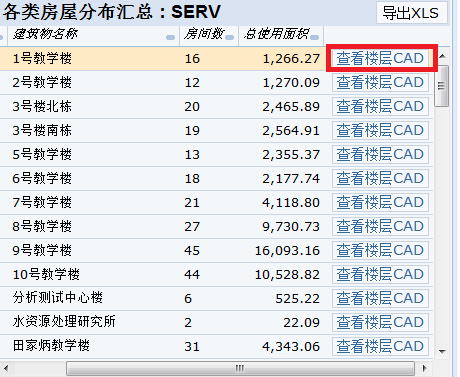 各类房屋分布汇总：SERV 导出XLS
建筑物名称 房间数 总使用面积
1号教学楼 16 1,266.27 查看楼层CAD
2号教学楼 12 1,270.09 查看楼层CAD
3号楼北栋 20 2,465.89 查看楼层CAD
3号楼南栋 19 2,564.91 查看楼层CAD
5号教学楼 13 2,355.37 查看楼层CAD
6号教学楼 18 2,177.74 查看楼层CAD
7号教学楼 21 4,118.80 查看楼层CAD
8号教学楼 27 9,730.73 查看楼层CAD
9号教学楼 45 16,093.16 查看楼层CAD
10号教学楼 44 10,528.82 查看楼层CAD
分析测试中心楼 6 525.22 查看楼层CAD
水资源处理研究所 2 22.09 查看楼层CAD
田家炳教学楼 31 4,343.06 查看楼层CAD